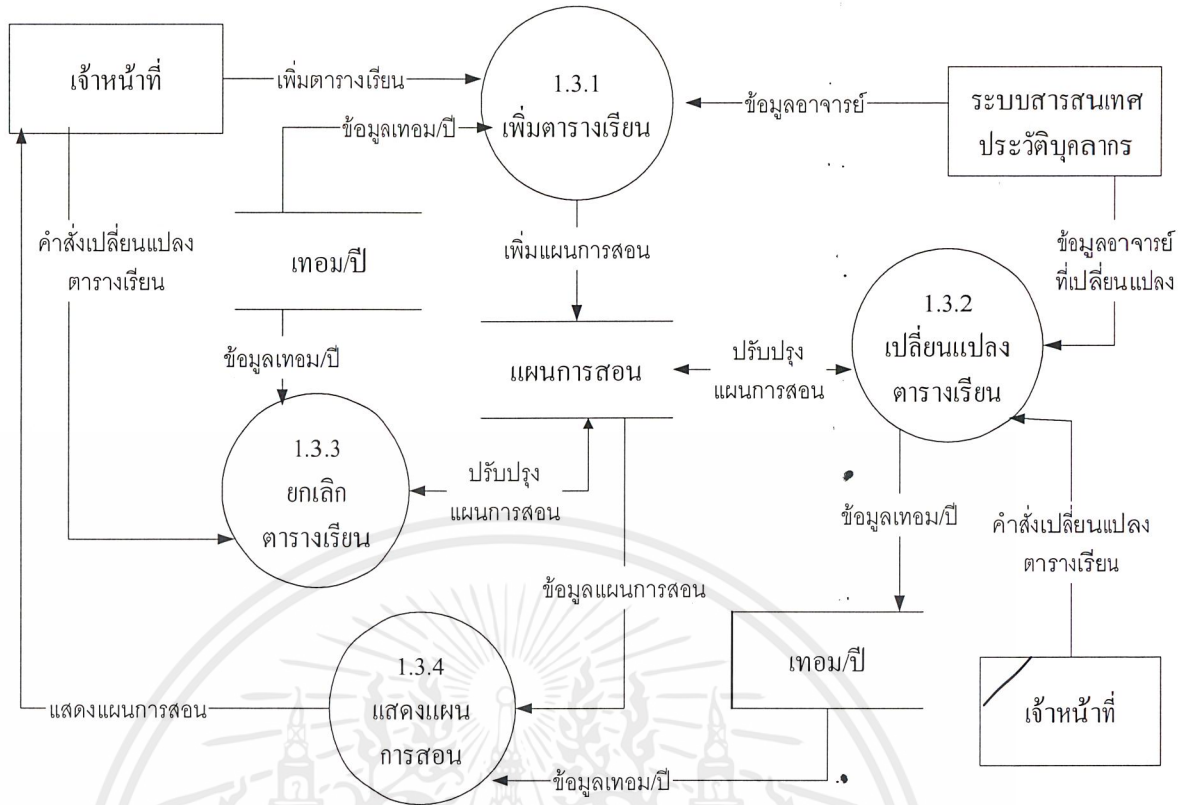 เจ้าหน้าที่
เพิ่มตารางเรียน
1.3.1
เพิ่มตารางเรียน
ข้อมูลอาจารย์
ระบบสารสนเทศ
ประวัติบุคลากร
ข้อมูลเทอม/ปี
คำสั่งเปลี่ยนแปลง
ตารางเรียน
เทอม/ปี
เพิ่มแผนการสอน
ข้อมูลอาจารย์
ที่เปลี่ยนแปลง
1.3.2
เปลี่ยนแปลง
ตารางเรียน
ข้อมูลเทอม/ปี
แผนการสอน
ปรับปรุง
แผนการสอน
1.3.3
ยกเลิก
ตารางเรียน
ปรับปรุง
แผนการสอน
ข้อมูลเทอม/ปี
คำสั่งเปลี่ยนแปลง
ตารางเรียน
ข้อมูลแผนการสอน
1.3.4
แสดงแผน
การสอน
แสดงแผนการสอน
เทอม/ปี
เจ้าหน้าที่
ข้อมูลเทอม/ปี